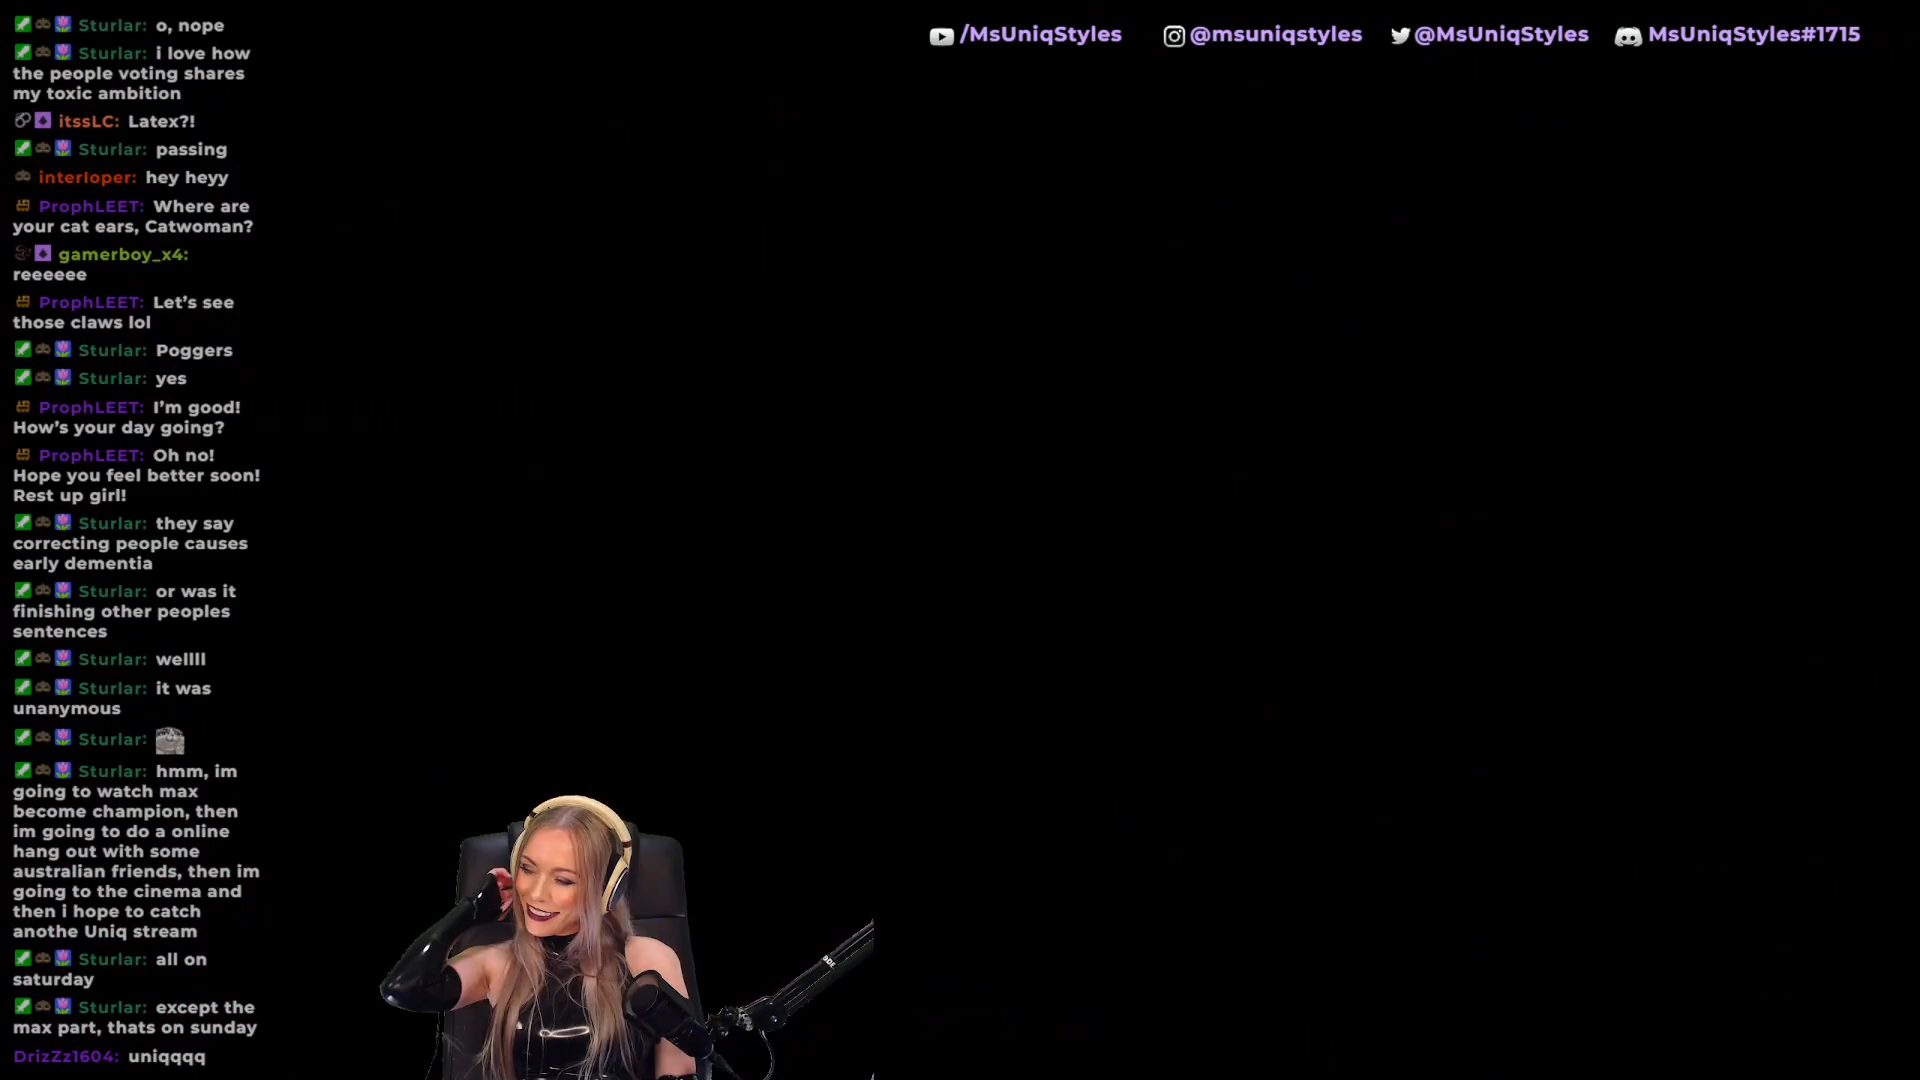 Sturlar: o, nope
Sturlar: i love how
the people voting shares
my toxic ambition
itssLC: Latex?!
Sturlar: passing
interloper: hey heyy
ProphLEET: Where are
your cat ears, Catwoman?
gamerboy_x4:
reeeeee
ProphLEET: Let's see
those claws lol
Sturlar: Poggers
Sturlar: yes
ProphLEET: I'm good!
How's your day going?
ProphLEET: Oh no!
Hope you feel better soon!
Rest up girl!
Sturlar: they say
correcting people causes
early dementia
Sturlar: or was it
finishing other peoples
sentences
Sturlar: wellll
Sturlar: it was
unanymous
Sturlar:
Sturlar: hmm, im
going to watch max
become champion, then
im going to do a online
hang out with some
australian friends, then im
going to the cinema and
then i hope to catch
anothe Uniq stream
Sturlar: all on
saturday
Sturlar: except the
max part, thats on sunday
DrizZz1604: uniqqqq
/MsUniqStyles @msuniqstyles @MsUniqStyles MsUniqStyles#1715